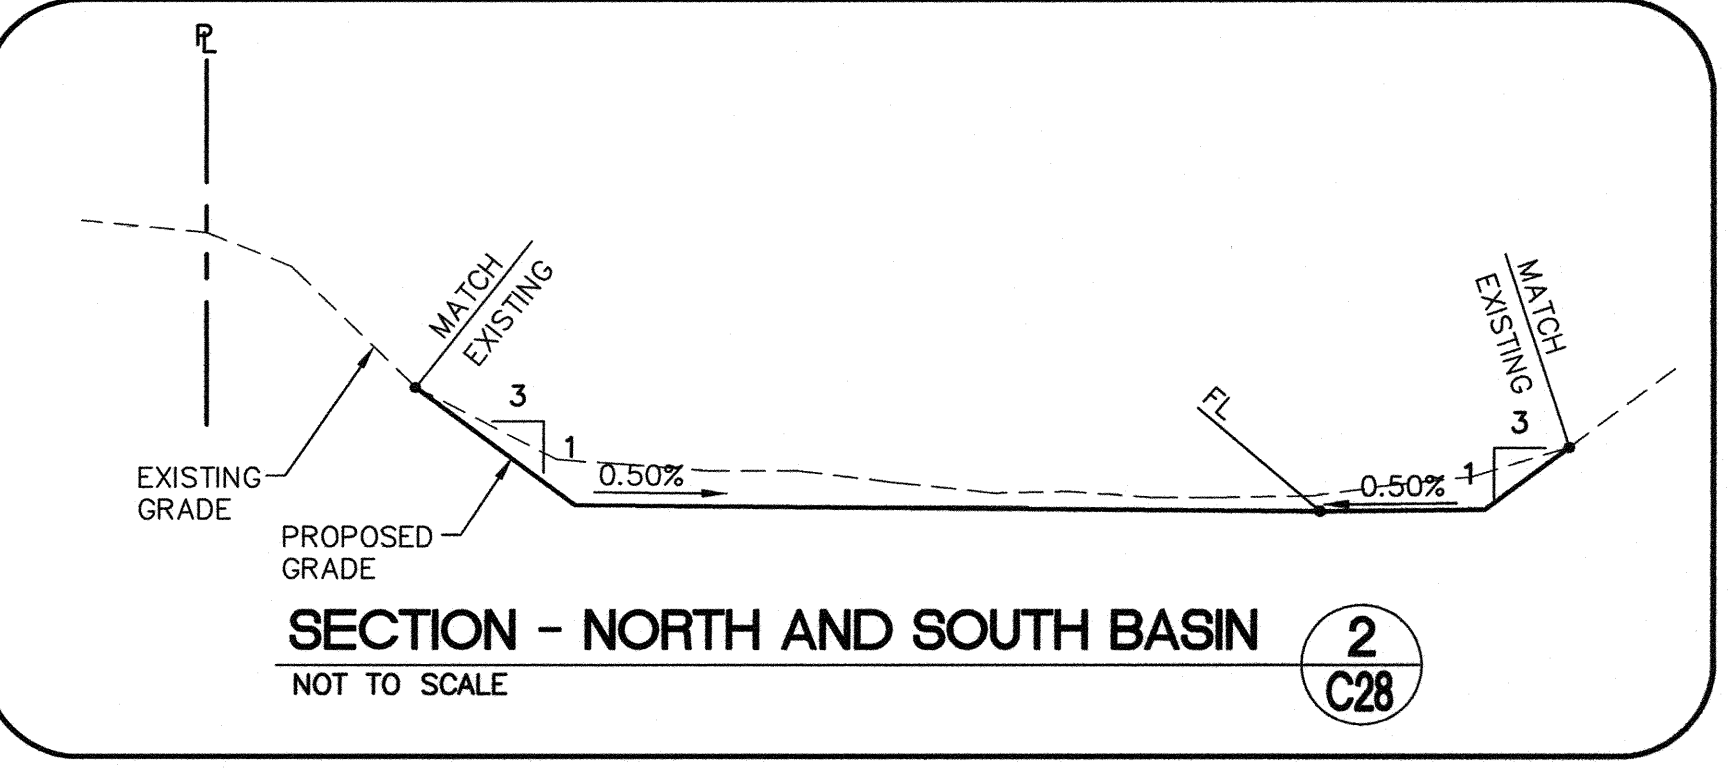 PL
MATCH
EXISTING
MATCH
EXISTING
3
1
FL
3
1
EXISTING
GRADE
0.50%
0.50%
PROPOSED
GRADE
SECTION - NORTH AND SOUTH BASIN
NOT TO SCALE
2
C28